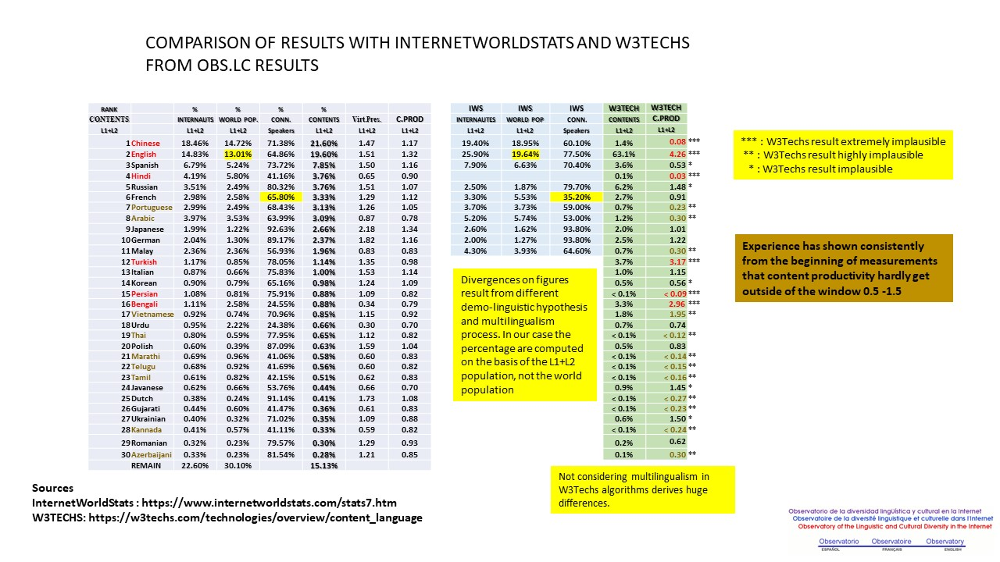 COMPARISON OF RESULTS WITH INTERNETWORLDSTATS AND W3TECHS
FROM OBS.LC RESULTS
RANK % % % %
CONTENTS INTERNAUTS WORLD POP. CONN. CONTENTS Virt.Pres. C.PROD
L1+L2 L1+L2 L1+L2 Speakers L1+L2 L1+L2 L1+L2
1 Chinese 18.46% 14.72% 71.38% 21.60% 1.47 1.17
2 English 14.83% 13.01% 64.86% 19.60% 1.51 1.32
3 Spanish 6.79% 5.24% 73.72% 7.85% 1.50 1.16
4 Hindi 4.19% 5.80% 41.16% 3.76% 0.65 0.90
5 Russian 3.51% 2.49% 80.32% 3.76% 1.51 1.07
6 French 2.98% 2.58% 65.80% 3.33% 1.29 1.12
7 Portuguese 2.99% 2.49% 68.43% 3.13% 1.26 1.05
8 Arabic 3.97% 3.53% 63.99% 3.09% 0.87 0.78
9 Japanese 1.99% 1.22% 92.63% 2.66% 2.18 1.34
10 German 2.04% 1.30% 89.17% 2.37% 1.82 1.16
11 Malay 2.36% 2.36% 56.93% 1.96% 0.83 0.83
12 Turkish 1.17% 0.85% 78.05% 1.14% 1.35 0.98
13 Italian 0.87% 0.66% 75.83% 1.00% 1.53 1.14
14 Korean 0.90% 0.79% 65.16% 0.98% 1.24 1.09
15 Persian 1.08% 0.81% 75.91% 0.88% 1.09 0.82
16 Bengali 1.11% 2.58% 24.55% 0.88% 0.34 0.79
17 Vietnamese 0.92% 0.74% 70.96% 0.85% 1.15 0.92
18 Urdu 0.95% 2.22% 24.38% 0.66% 0.30 0.70
19 Thai 0.80% 0.59% 77.95% 0.65% 1.12 0.82
20 Polish 0.60% 0.39% 87.09% 0.63% 1.59 1.04
21 Marathi 0.69% 0.96% 41.06% 0.58% 0.60 0.83
22 Telugu 0.68% 0.92% 41.69% 0.56% 0.60 0.82
23 Tamil 0.61% 0.82% 42.15% 0.51% 0.62 0.83
24 Javanese 0.62% 0.66% 53.76% 0.44% 0.66 0.70
25 Dutch 0.38% 0.24% 91.14% 0.41% 1.73 1.08
26 Gujarati 0.44% 0.60% 41.47% 0.36% 0.61 0.83
27 Ukrainian 0.40% 0.32% 71.02% 0.35% 1.09 0.88
28 Kannada 0.41% 0.57% 41.11% 0.33% 0.59 0.82
29 Romanian 0.32% 0.23% 79.57% 0.30% 1.29 0.93
30 Azerbaijani 0.33% 0.23% 81.54% 0.28% 1.21 0.85
REMAIN 22.60% 30.10% 15.13%
IWS IWS IWS W3TECH W3TECH
INTERNAUTES WORLD POP CONN. CONTENTS C.PROD
L1+L2 L1+L2 Speakers L1+L2 L1+L2
19.40% 18.95% 60.10% 1.4% 0.08 ***
25.90% 19.64% 77.50% 63.1% 4.26 ***
7.90% 6.63% 70.40% 3.6% 0.53 *
0.1% 0.03 ***
2.50% 1.87% 79.70% 6.2% 1.48 *
3.30% 5.53% 35.20% 2.7% 0.91
3.70% 3.73% 59.00% 0.7% 0.23 **
5.20% 5.74% 53.00% 1.2% 0.30 **
2.60% 1.62% 93.80% 2.0% 1.01
2.00% 1.27% 93.80% 2.5% 1.22
4.30% 3.93% 64.60% 0.7% 0.30 **
3.7% 3.17 ***
1.0% 1.15
0.5% 0.56 *
< 0.1% < 0.09 ***
3.3% 2.96 ***
1.8% 1.95 **
0.7% 0.74
< 0.1% < 0.12 **
0.5% 0.83
< 0.1% < 0.14 **
< 0.1% < 0.15 **
< 0.1% < 0.16 **
0.9% 1.45 *
< 0.1% < 0.27 **
< 0.1% < 0.23 **
0.6% 1.50 *
< 0.1% < 0.24 **
0.2% 0.62
0.1% 0.30 **
Divergences on figures
result from different
demo-linguistic hypothesis
and multilingualism
process. In our case the
percentage are computed
on the basis of the L1+L2
population, not the world
population
*** : W3Techs result extremely implausible
** : W3Techs result highly implausible
* : W3Techs result implausible
Experience has shown consistently
from the beginning of measurements
that content productivity hardly get
outside of the window 0.5 -1.5
Not considering multilingualism in
W3Techs algorithms derives huge
differences.
Sources
InternetWorldStats : https://www.internetworldstats.com/stats7.htm
W3TECHS: https://w3techs.com/technologies/overview/content_language
Observatorio de la diversidad lingüística y cultural en la Internet
Observatoire de la diversité linguistique et culturelle dans l'Internet
Observatory of the Linguistic and Cultural Diversity in the Internet
Observatorio Observatoire Observatory
ESPAÑOL FRANÇAIS ENGLISH